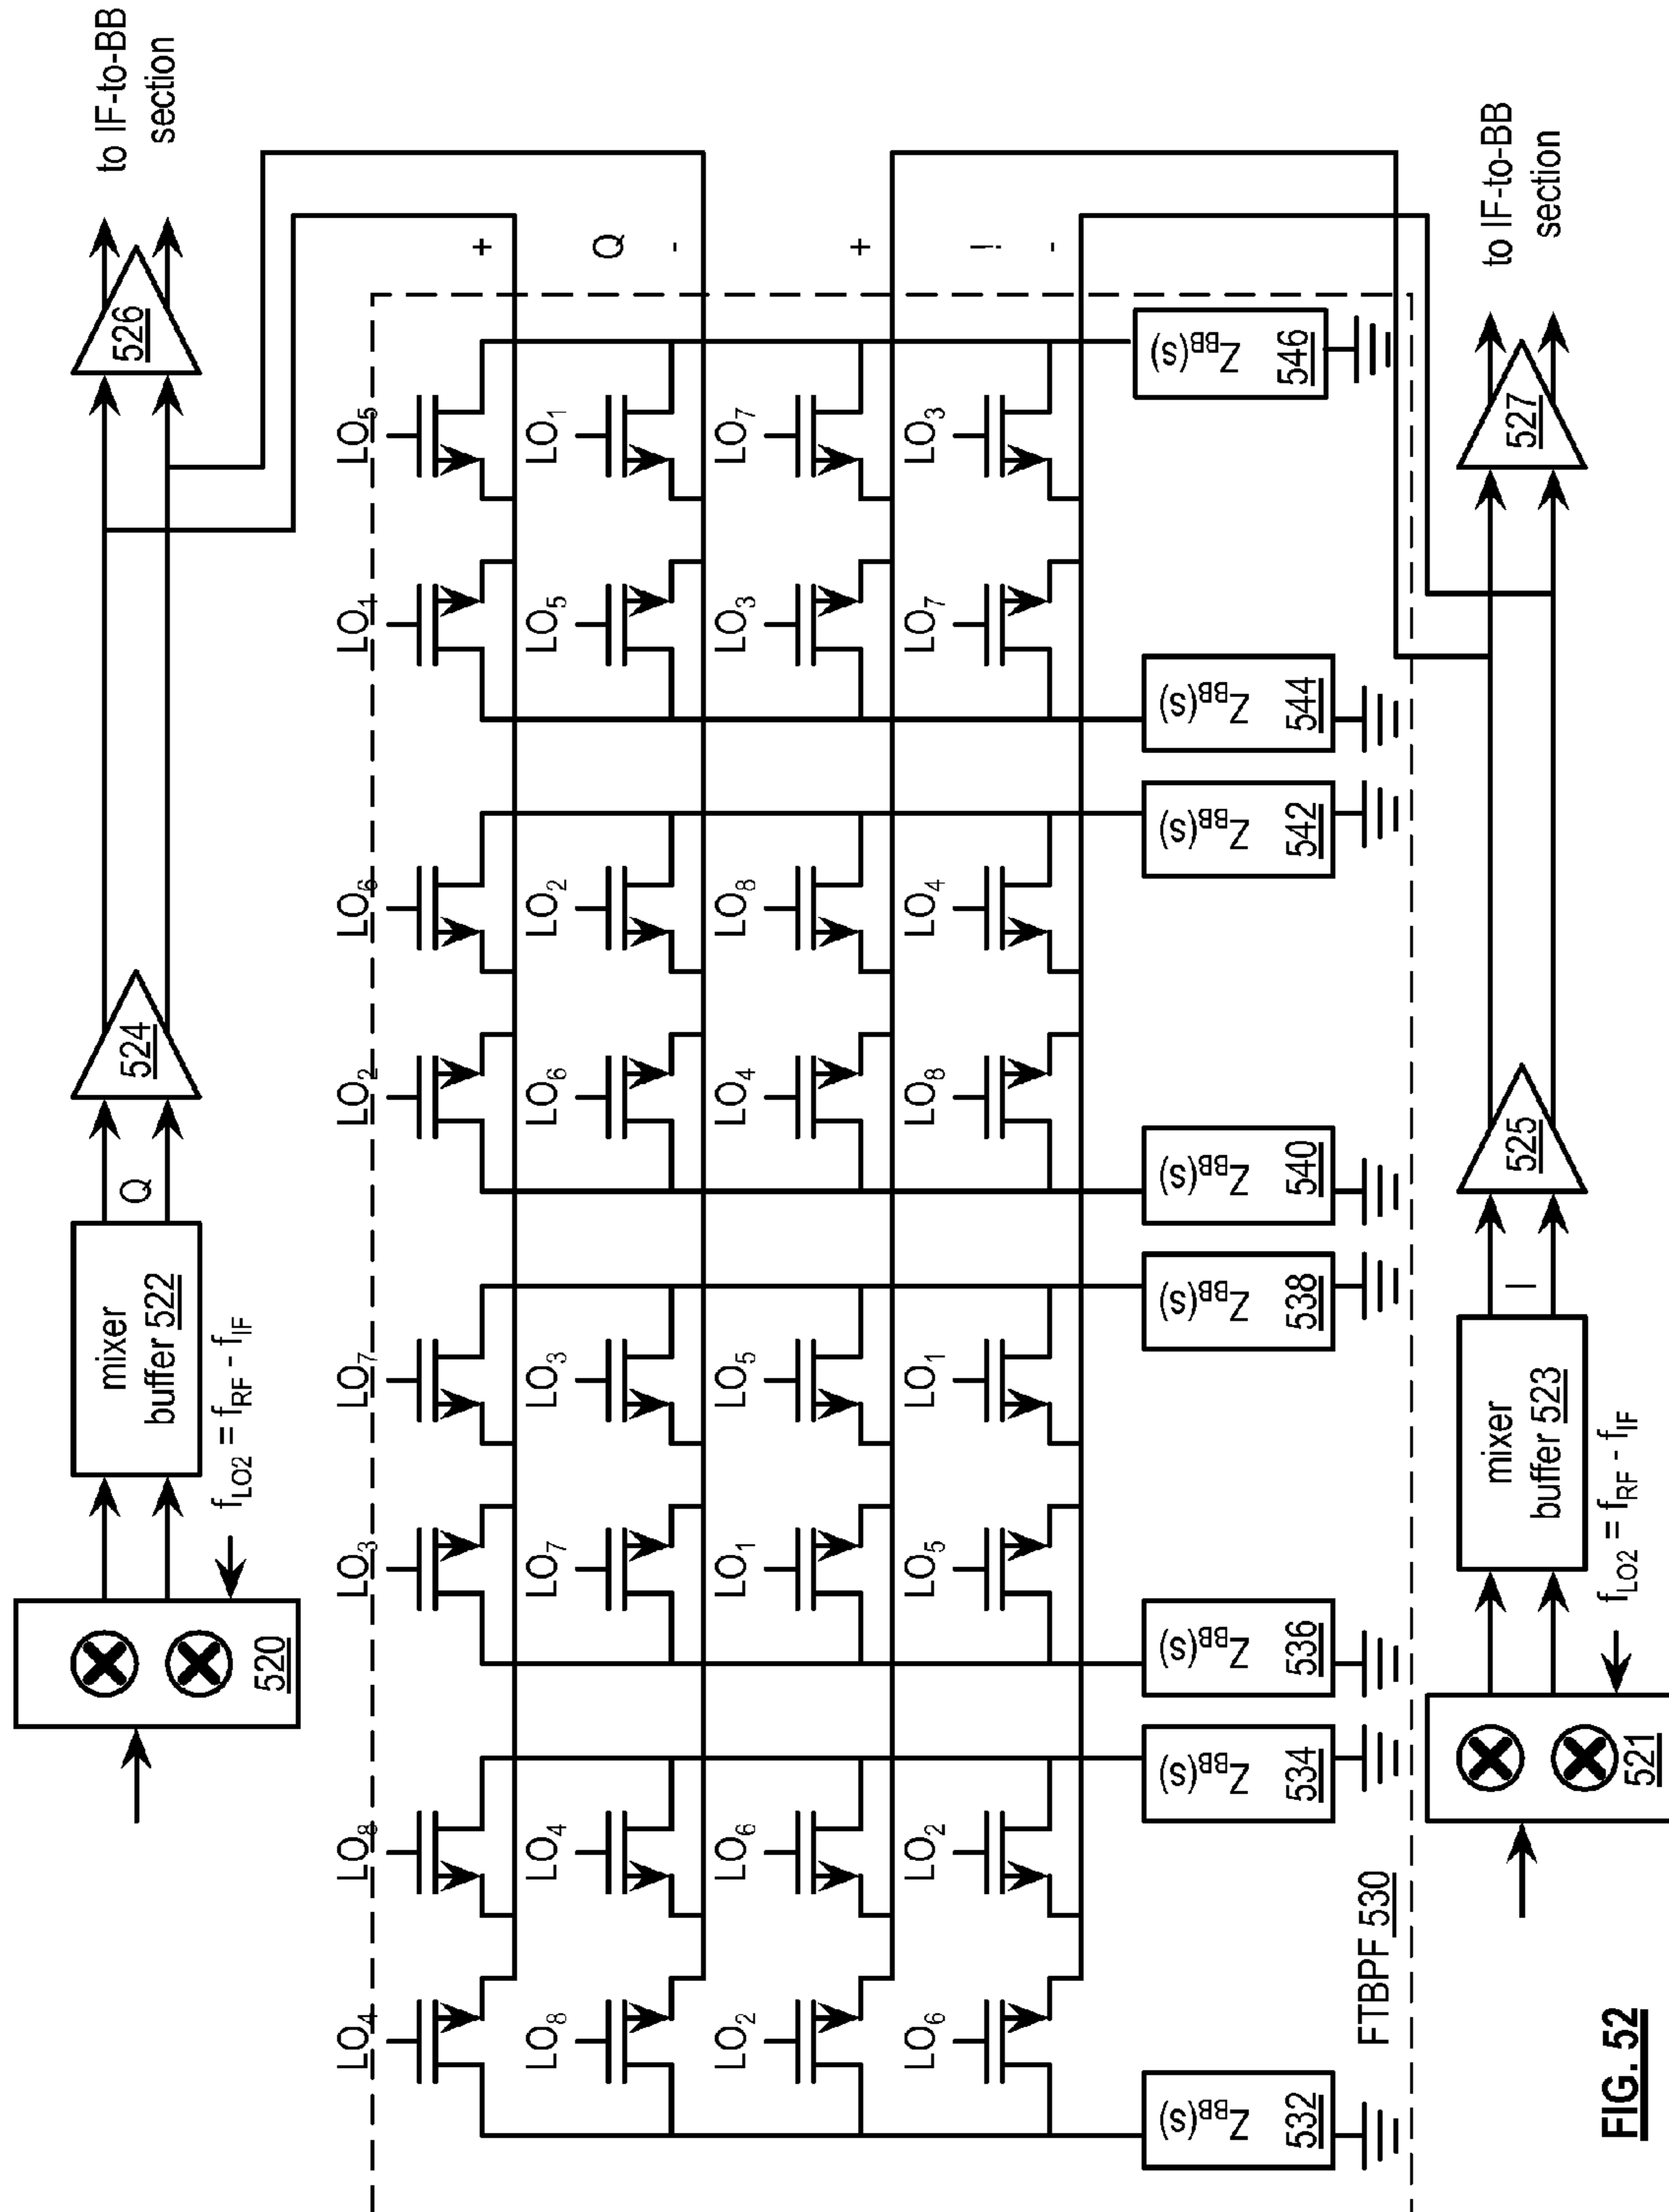 520
mixer
buffer 522
f_LO2 = f_RF - f_IF
Q
524
526
to IF-to-BB
section
LO4 LO8 LO3 LO7 LO2 LO6 LO1 LO5
+
LO8 LO4 LO7 LO3 LO6 LO2 LO5 LO1
Q
-
LO2 LO6 LO1 LO5 LO4 LO8 LO3 LO7
+
LO6 LO2 LO5 LO1 LO8 LO4 LO7 LO3
I
-
Z_BB(s) Z_BB(s) Z_BB(s) Z_BB(s) Z_BB(s) Z_BB(s) Z_BB(s) Z_BB(s)
532 534 536 538 540 542 544 546
FTBPF 530
521
mixer
buffer 523
f_LO2 = f_RF - f_IF
I
525
527
to IF-to-BB
section
FIG. 52